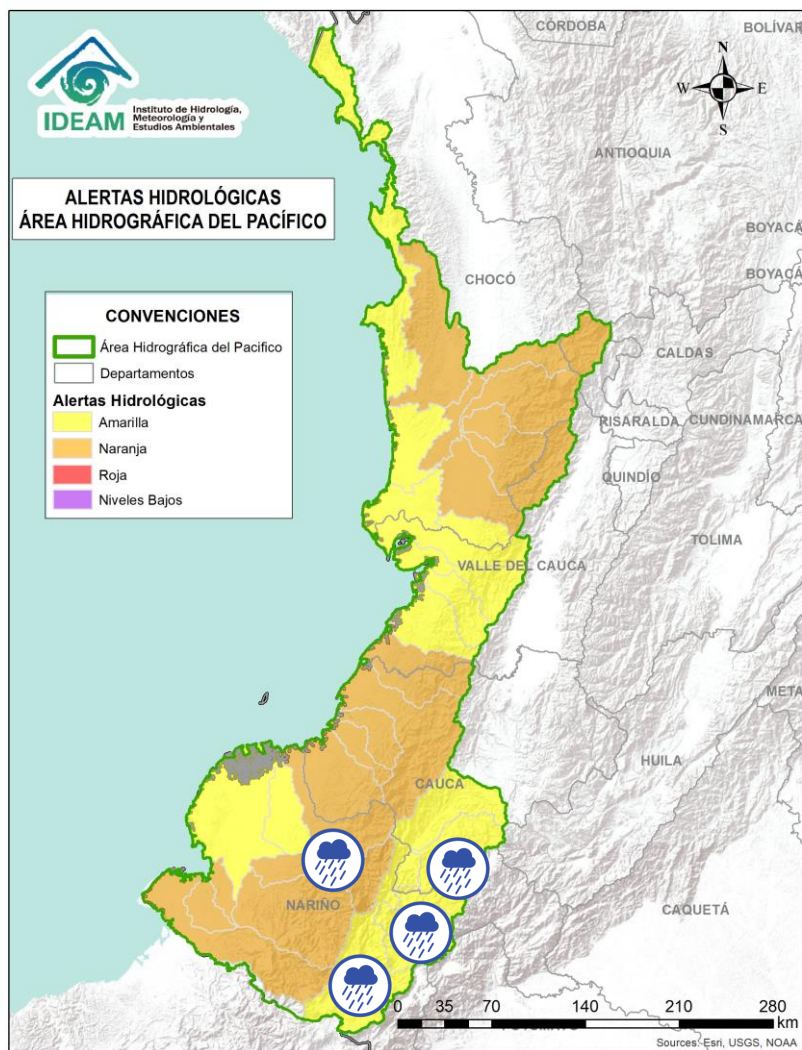 IDEAM
Instituto de Hidrología,
Meteorología y
Estudios Ambientales
ALERTAS HIDROLÓGICAS
ÁREA HIDROGRÁFICA DEL PACÍFICO
CONVENCIONES
Área Hidrográfica del Pacifico
Departamentos
Alertas Hidrológicas
Amarilla
Naranja
Roja
Niveles Bajos
N
W
E
S
CÓRDOBA
BOLÍVAR
ANTIOQUIA
BOYACÁ
CHOCÓ
BOYACÁ
CALDAS
RISARALDA
CUNDINAMARCA
QUINDÍO
TOLIMA
VALLE DEL CAUCA
META
HUILA
CAUCA
NARIÑO
CAQUETÁ
0 35 70 140 210 280
km
Sources: Esri, USGS, NOAA